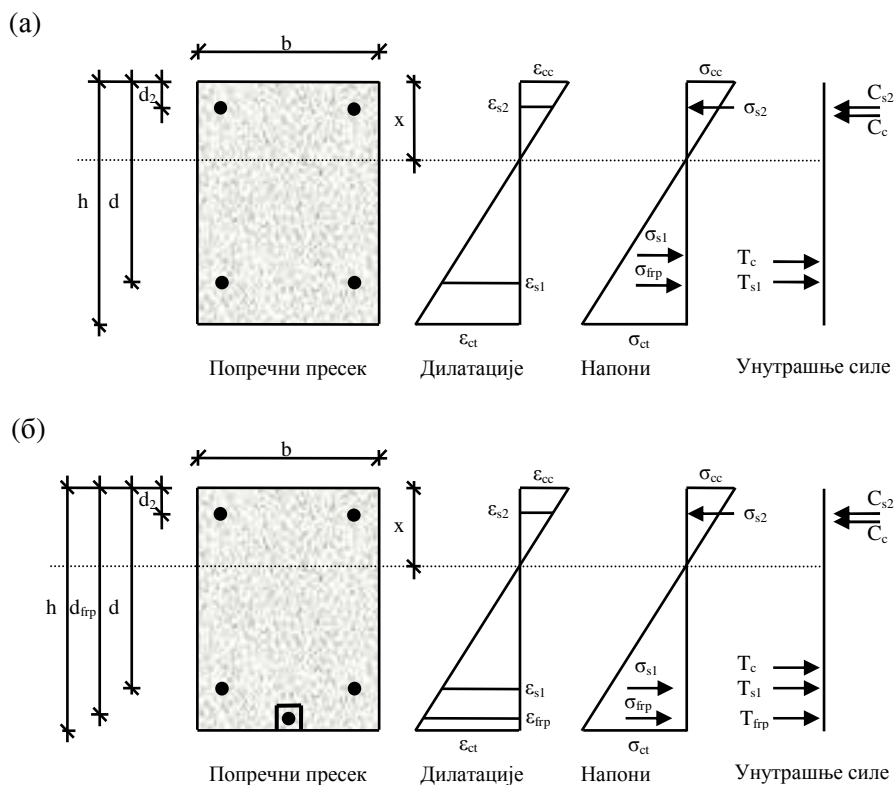 (а)
b
εcc
σcc
d2
εs2
σs2
Cs2
Cc
x
h
d
σs1
σfrp
Tc
Ts1
εs1
εct
σct
Попречни пресек
Дилатације
Напони
Унутрашње силе
(б)
b
εcc
σcc
d2
εs2
σs2
Cs2
Cc
x
h
dfrp
d
σs1
σfrp
Tc
Ts1
Tfrp
εs1
εfrp
εct
σct
Попречни пресек
Дилатације
Напони
Унутрашње силе